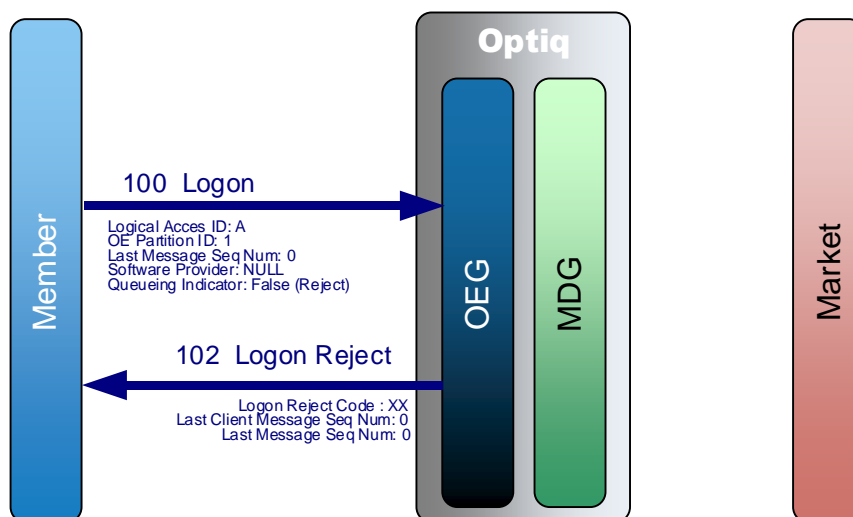 Optiq
Member
100 Logon
Logical Acces ID: A
OE Partition ID: 1
Last Message Seq Num: 0
Software Provider: NULL
Queueing Indicator: False (Reject)
OEG
MDG
Market
102 Logon Reject
Logon Reject Code : XX
Last Client Message Seq Num: 0
Last Message Seq Num: 0